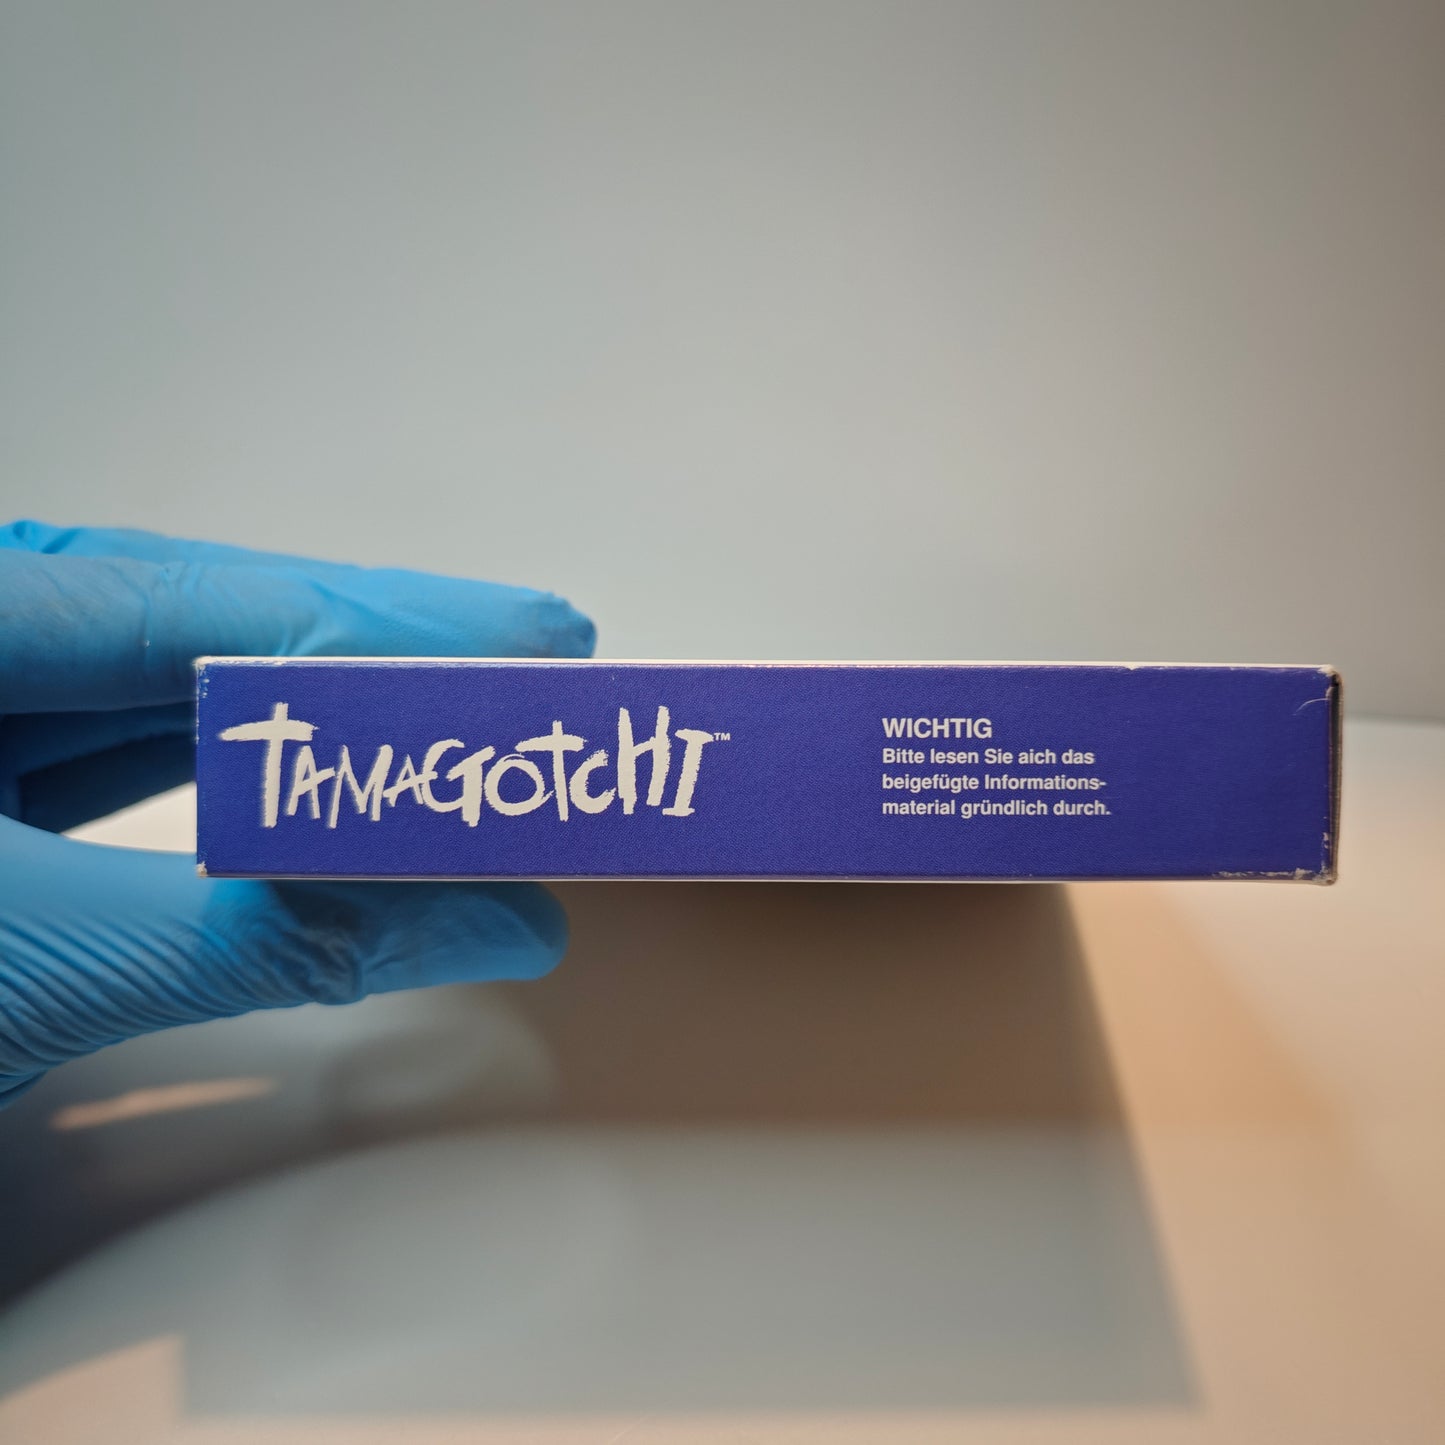 TAMAGOTCHI™
WICHTIG
Bitte lesen Sie aich das
beigefügte Informations-
material gründlich durch.